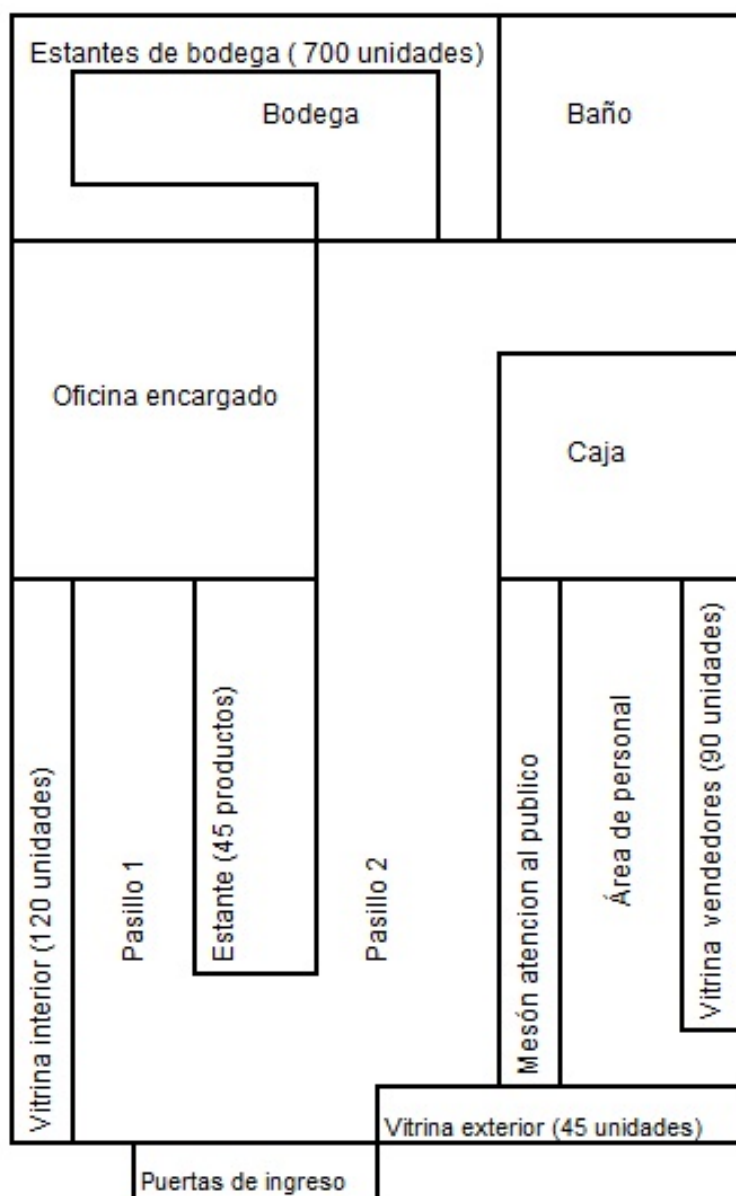 Estantes de bodega ( 700 unidades)
Bodega
Baño
Oficina encargado
Caja
Vitrina interior (120 unidades)
Pasillo 1
Estante (45 productos)
Pasillo 2
Mesón atencion al publico
Área de personal
Vitrina vendedores (90 unidades)
Vitrina exterior (45 unidades)
Puertas de ingreso